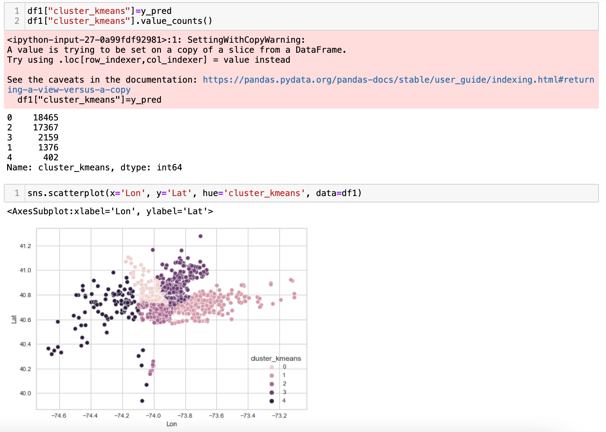 1 df1["cluster_kmeans"]=y_pred
2 df1["cluster_kmeans"].value_counts()
<ipython-input-27-0a99fdf92981>:1: SettingWithCopyWarning:
A value is trying to be set on a copy of a slice from a DataFrame.
Try using .loc[row_indexer,col_indexer] = value instead
See the caveats in the documentation: https://pandas.pydata.org/pandas-docs/stable/user_guide/indexing.html#return
ing-a-view-versus-a-copy
df1["cluster_kmeans"]=y_pred
0 18465
2 17367
3 2159
1 1376
4 402
Name: cluster_kmeans, dtype: int64
1 sns.scatterplot(x='Lon', y='Lat', hue='cluster_kmeans', data=df1)
<AxesSubplot:xlabel='Lon', ylabel='Lat'>
41.2
41.0
40.8
40.6
40.4
40.2
40.0
Lat
cluster_kmeans
0
1
2
3
4
-74.6 -74.4 -74.2 -74.0 -73.8 -73.6 -73.4 -73.2
Lon